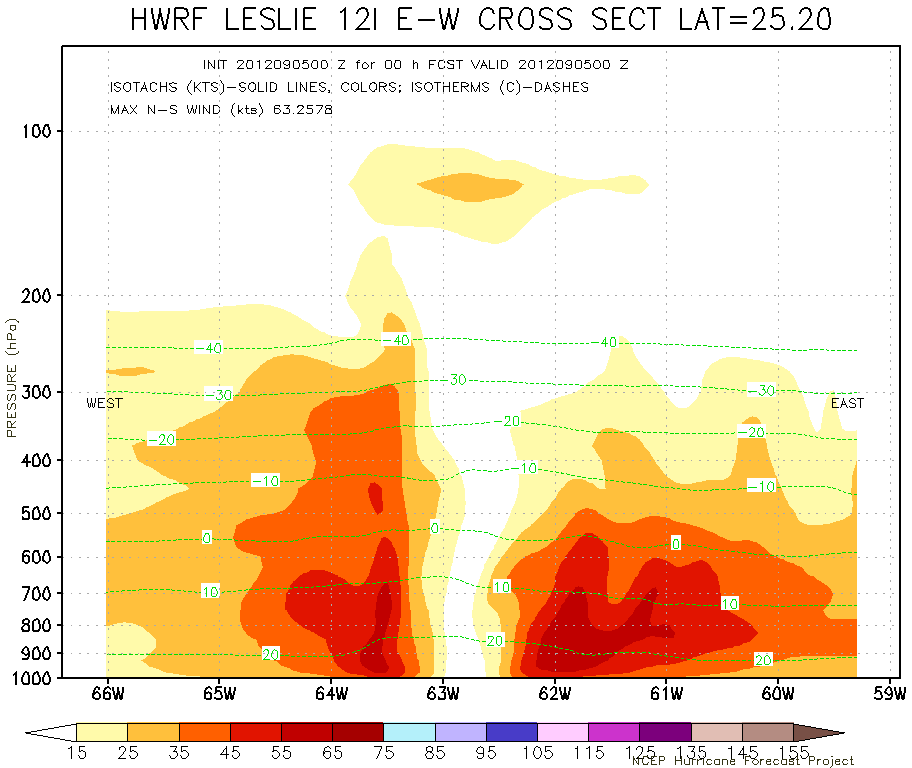 HWRF LESLIE 12l E-W CROSS SECT LAT=25.20
INIT 2012090500 Z for 00 h FCST VALID 2012090500 Z
ISOTACHS (KTS)-SOLID LINES, COLORS; ISOTHERMS (C)-DASHES
MAX N-S WIND (kts) 63.2578
100
200
-40 -40 -40
-30 -30 -30
300
WEST EAST
-20 -20 -20
400
-10 -10 -10
500
0 0 0
600
10 10 10
700
800
20 20 20
900
1000
PRESSURE (hPa)
66W 65W 64W 63W 62W 61W 60W 59W
15 25 35 45 55 65 75 85 95 105 115 125 135 145 155
NCEP Hurricane Forecast Project